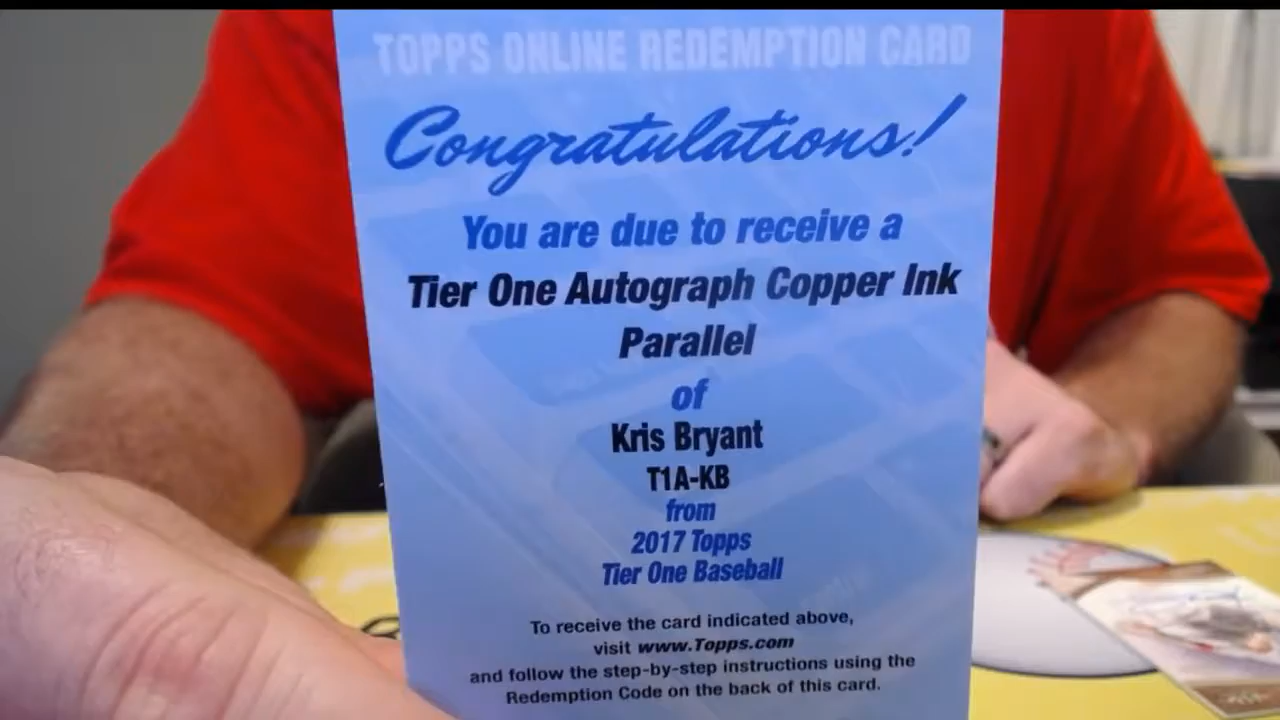 TOPPS ONLINE REDEMPTION CARD
Congratulations!
You are due to receive a
Tier One Autograph Copper Ink
Parallel
of
Kris Bryant
T1A-KB
from
2017 Topps
Tier One Baseball
To receive the card indicated above,
visit www.Topps.com
and follow the step-by-step instructions using the
Redemption Code on the back of this card.